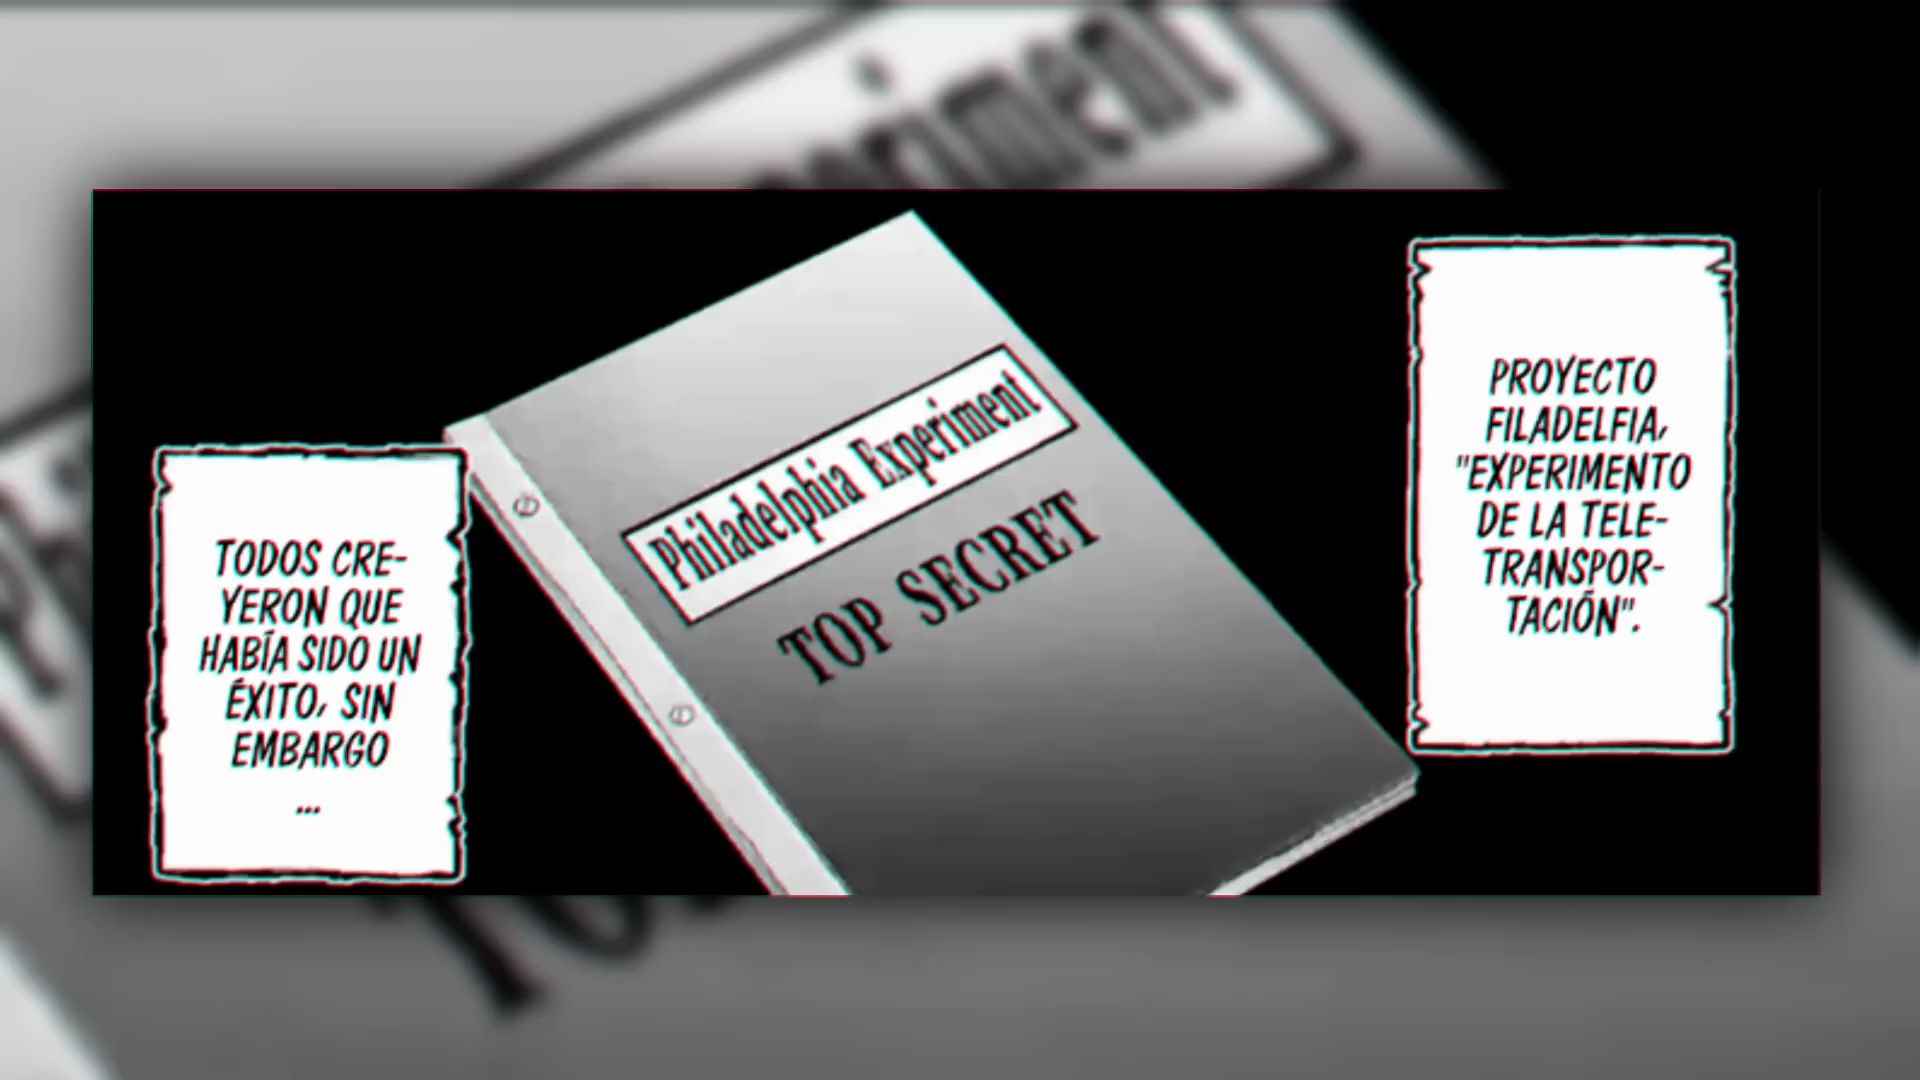 PROYECTO
FILADELFIA,
"EXPERIMENTO
DE LA TELE-
TRANSPOR-
TACIÓN".
Philadelphia Experiment
TOP SECRET
TODOS CRE-
YERON QUE
HABÍA SIDO UN
ÉXITO, SIN
EMBARGO
...